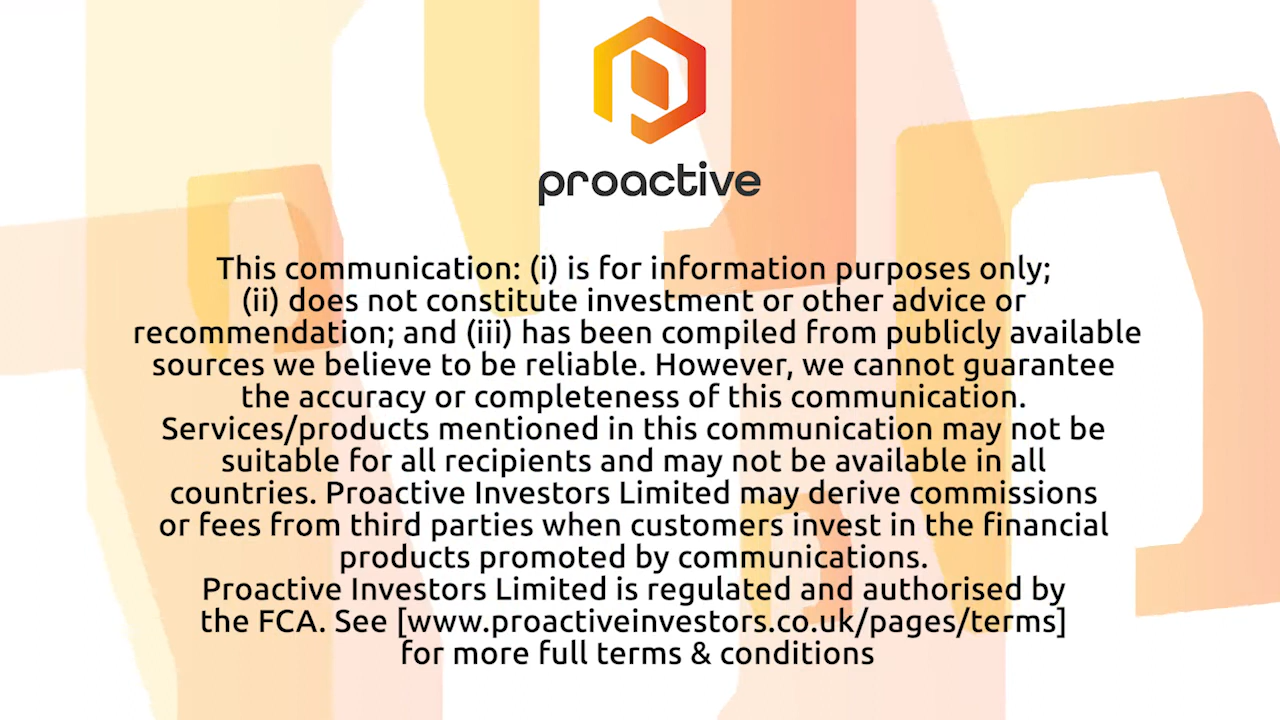 proactive
This communication: (i) is for information purposes only;
(ii) does not constitute investment or other advice or
recommendation; and (iii) has been compiled from publicly available
sources we believe to be reliable. However, we cannot guarantee
the accuracy or completeness of this communication.
Services/products mentioned in this communication may not be
suitable for all recipients and may not be available in all
countries. Proactive Investors Limited may derive commissions
or fees from third parties when customers invest in the financial
products promoted by communications.
Proactive Investors Limited is regulated and authorised by
the FCA. See [www.proactiveinvestors.co.uk/pages/terms]
for more full terms & conditions